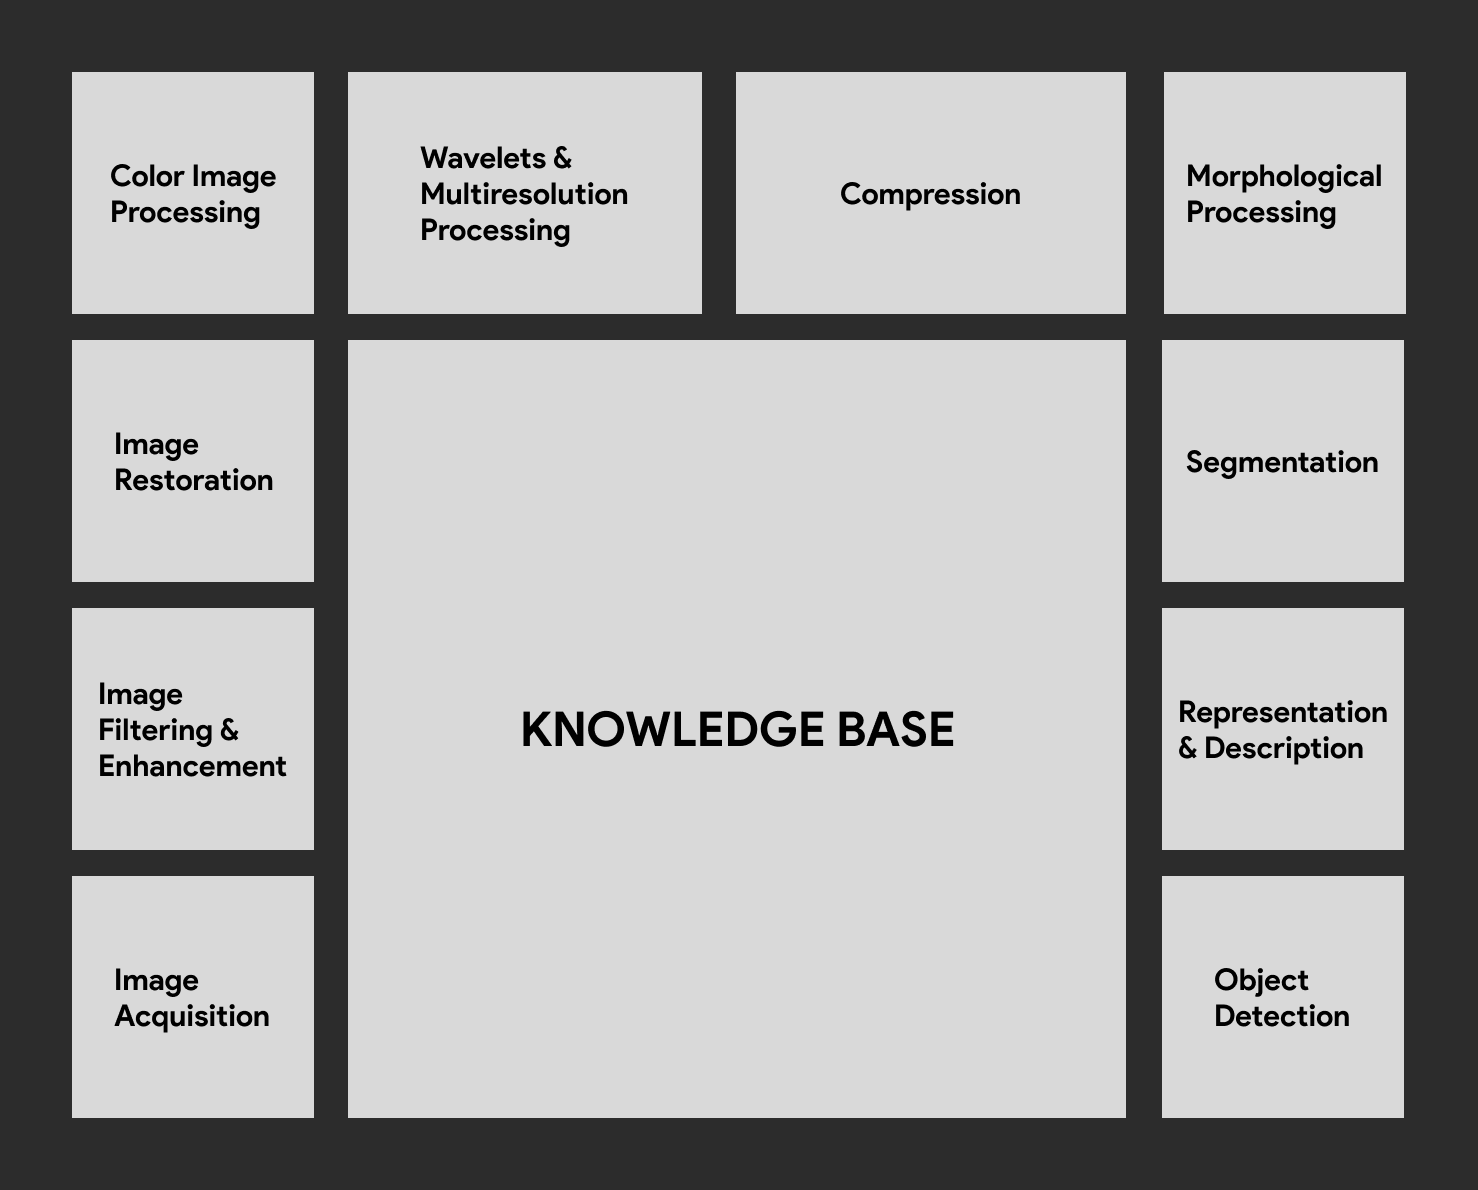 Color Image
Processing
Wavelets &
Multiresolution
Processing
Compression
Morphological
Processing
Image
Restoration
Segmentation
Image
Filtering &
Enhancement
KNOWLEDGE BASE
Representation
& Description
Image
Acquisition
Object
Detection